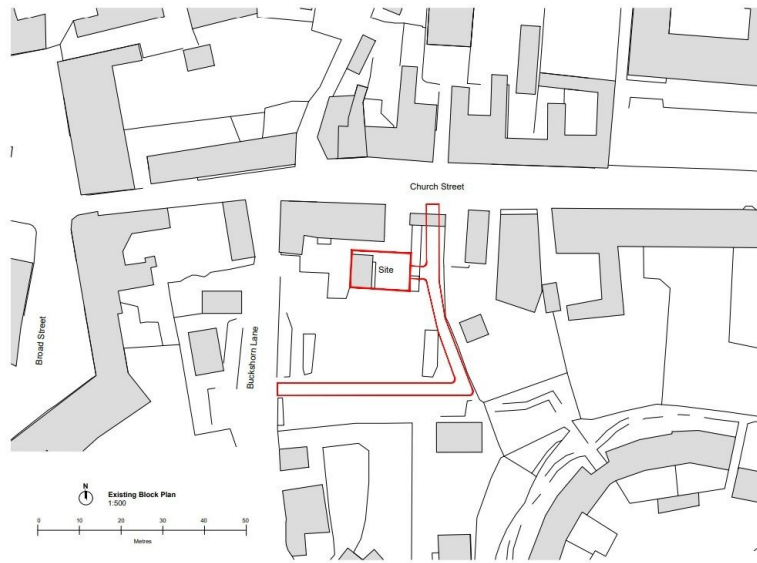 Church Street
Site
Broad Street
Buckshorn Lane
N
Existing Block Plan
1:500
0 10 20 30 40 50
Metres